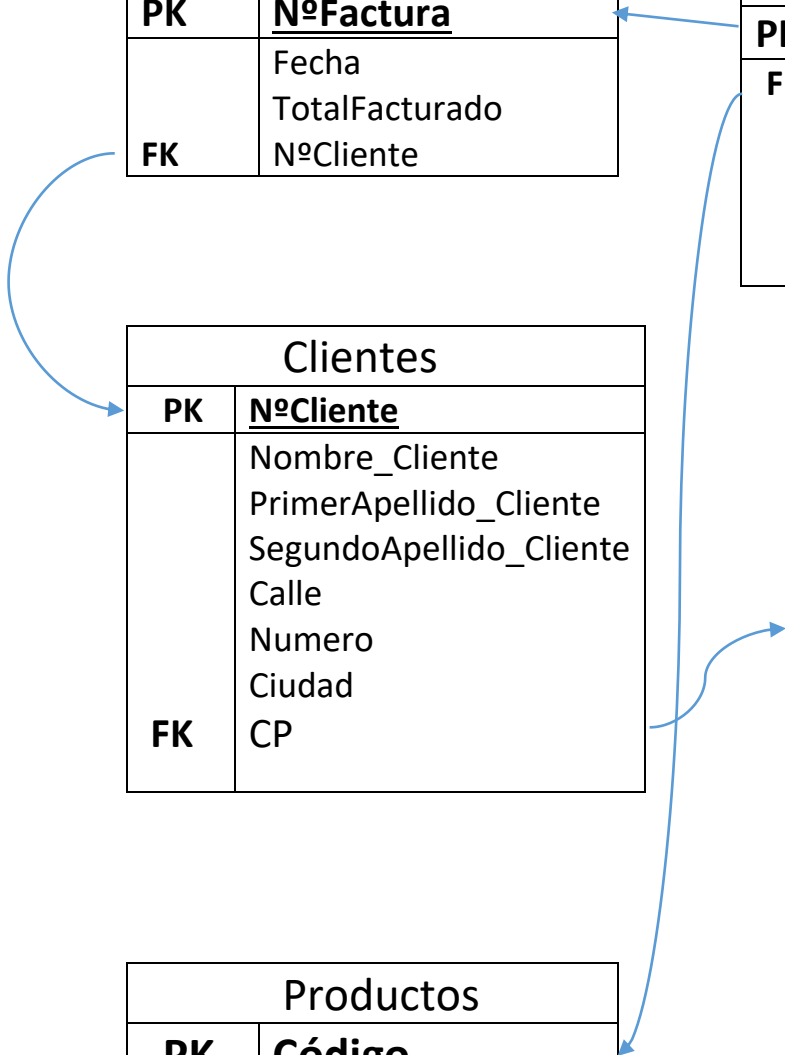 PK NºFactura
Fecha
TotalFacturado
FK NºCliente
Clientes
PK NºCliente
Nombre_Cliente
PrimerApellido_Cliente
SegundoApellido_Cliente
Calle
Numero
Ciudad
FK CP
Productos
PK Código